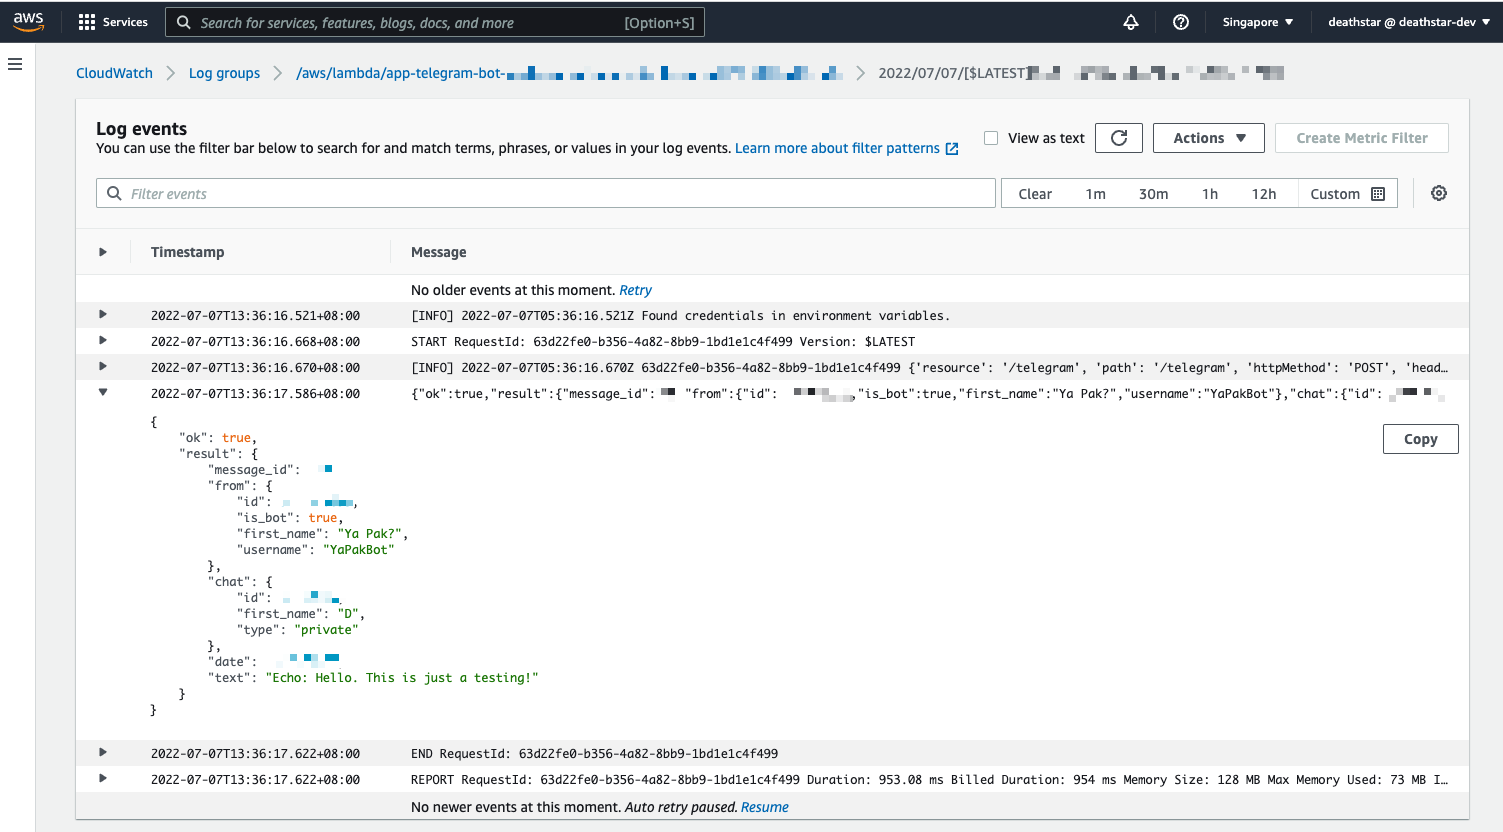 aws Services Search for services, features, blogs, docs, and more [Option+S] Singapore deathstar @ deathstar-dev
CloudWatch Log groups /aws/lambda/app-telegram-bot- 2022/07/07/[$LATEST]
Log events
You can use the filter bar below to search for and match terms, phrases, or values in your log events. Learn more about filter patterns
View as text Actions Create Metric Filter
Filter events Clear 1m 30m 1h 12h Custom
Timestamp Message
No older events at this moment. Retry
2022-07-07T13:36:16.521+08:00 [INFO] 2022-07-07T05:36:16.521Z Found credentials in environment variables.
2022-07-07T13:36:16.668+08:00 START RequestId: 63d22fe0-b356-4a82-8bb9-1bd1e1c4f499 Version: $LATEST
2022-07-07T13:36:16.670+08:00 [INFO] 2022-07-07T05:36:16.670Z 63d22fe0-b356-4a82-8bb9-1bd1e1c4f499 {'resource': '/telegram', 'path': '/telegram', 'httpMethod': 'POST', 'head…
2022-07-07T13:36:17.586+08:00 {"ok":true,"result":{"message_id": "from":{"id": ,"is_bot":true,"first_name":"Ya Pak?","username":"YaPakBot"},"chat":{"id":
{
"ok": true,
"result": {
"message_id":
"from": {
"id": ,
"is_bot": true,
"first_name": "Ya Pak?",
"username": "YaPakBot"
},
"chat": {
"id": ,
"first_name": "D",
"type": "private"
},
"date":
"text": "Echo: Hello. This is just a testing!"
}
}
Copy
2022-07-07T13:36:17.622+08:00 END RequestId: 63d22fe0-b356-4a82-8bb9-1bd1e1c4f499
2022-07-07T13:36:17.622+08:00 REPORT RequestId: 63d22fe0-b356-4a82-8bb9-1bd1e1c4f499 Duration: 953.08 ms Billed Duration: 954 ms Memory Size: 128 MB Max Memory Used: 73 MB I…
No newer events at this moment. Auto retry paused. Resume